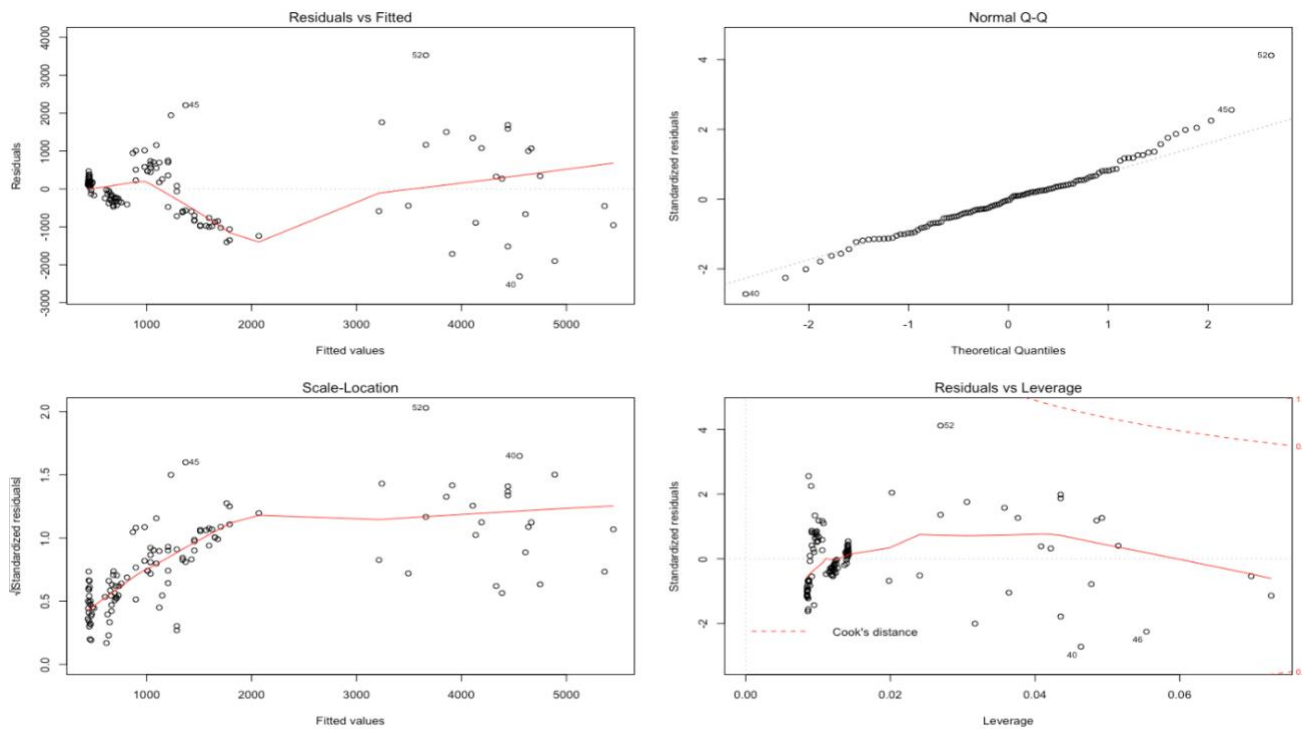 Residuals vs Fitted
Residuals
4000
3000
2000
1000
0
-1000
-2000
-3000
52
45
40
1000 2000 3000 4000 5000
Fitted values
Normal Q-Q
Standardized residuals
4
2
0
-2
52
45
40
-2 -1 0 1 2
Theoretical Quantiles
Scale-Location
√|Standardized residuals|
2.0
1.5
1.0
0.5
0.0
52
45
40
1000 2000 3000 4000 5000
Fitted values
Residuals vs Leverage
Standardized residuals
4
2
0
-2
52
46
40
Cook's distance
0.00 0.02 0.04 0.06
Leverage